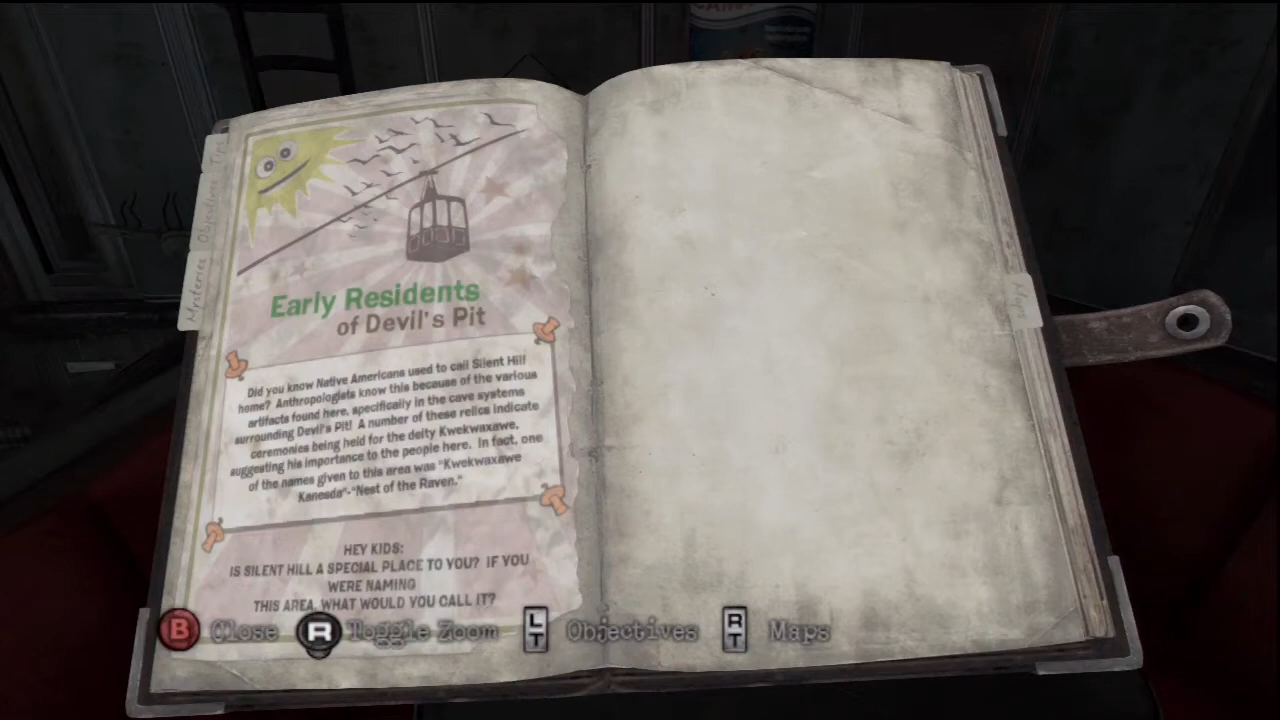 Tips
Objectives
Mysteries
Early Residents
of Devil's Pit
Did you know Native Americans used to call Silent Hill
home? Anthropologists know this because of the various
artifacts found here, specifically in the cave systems
surrounding Devil's Pit! A number of these relics indicate
ceremonies being held for the deity Kwekwaxawe,
suggesting his importance to the people here. In fact, one
of the names given to this area was "Kwekwaxawe
Kanesda"-"Nest of the Raven."
HEY KIDS:
IS SILENT HILL A SPECIAL PLACE TO YOU? IF YOU
WERE NAMING
THIS AREA, WHAT WOULD YOU CALL IT?
B Close R Toggle Zoom LT Objectives RT Maps